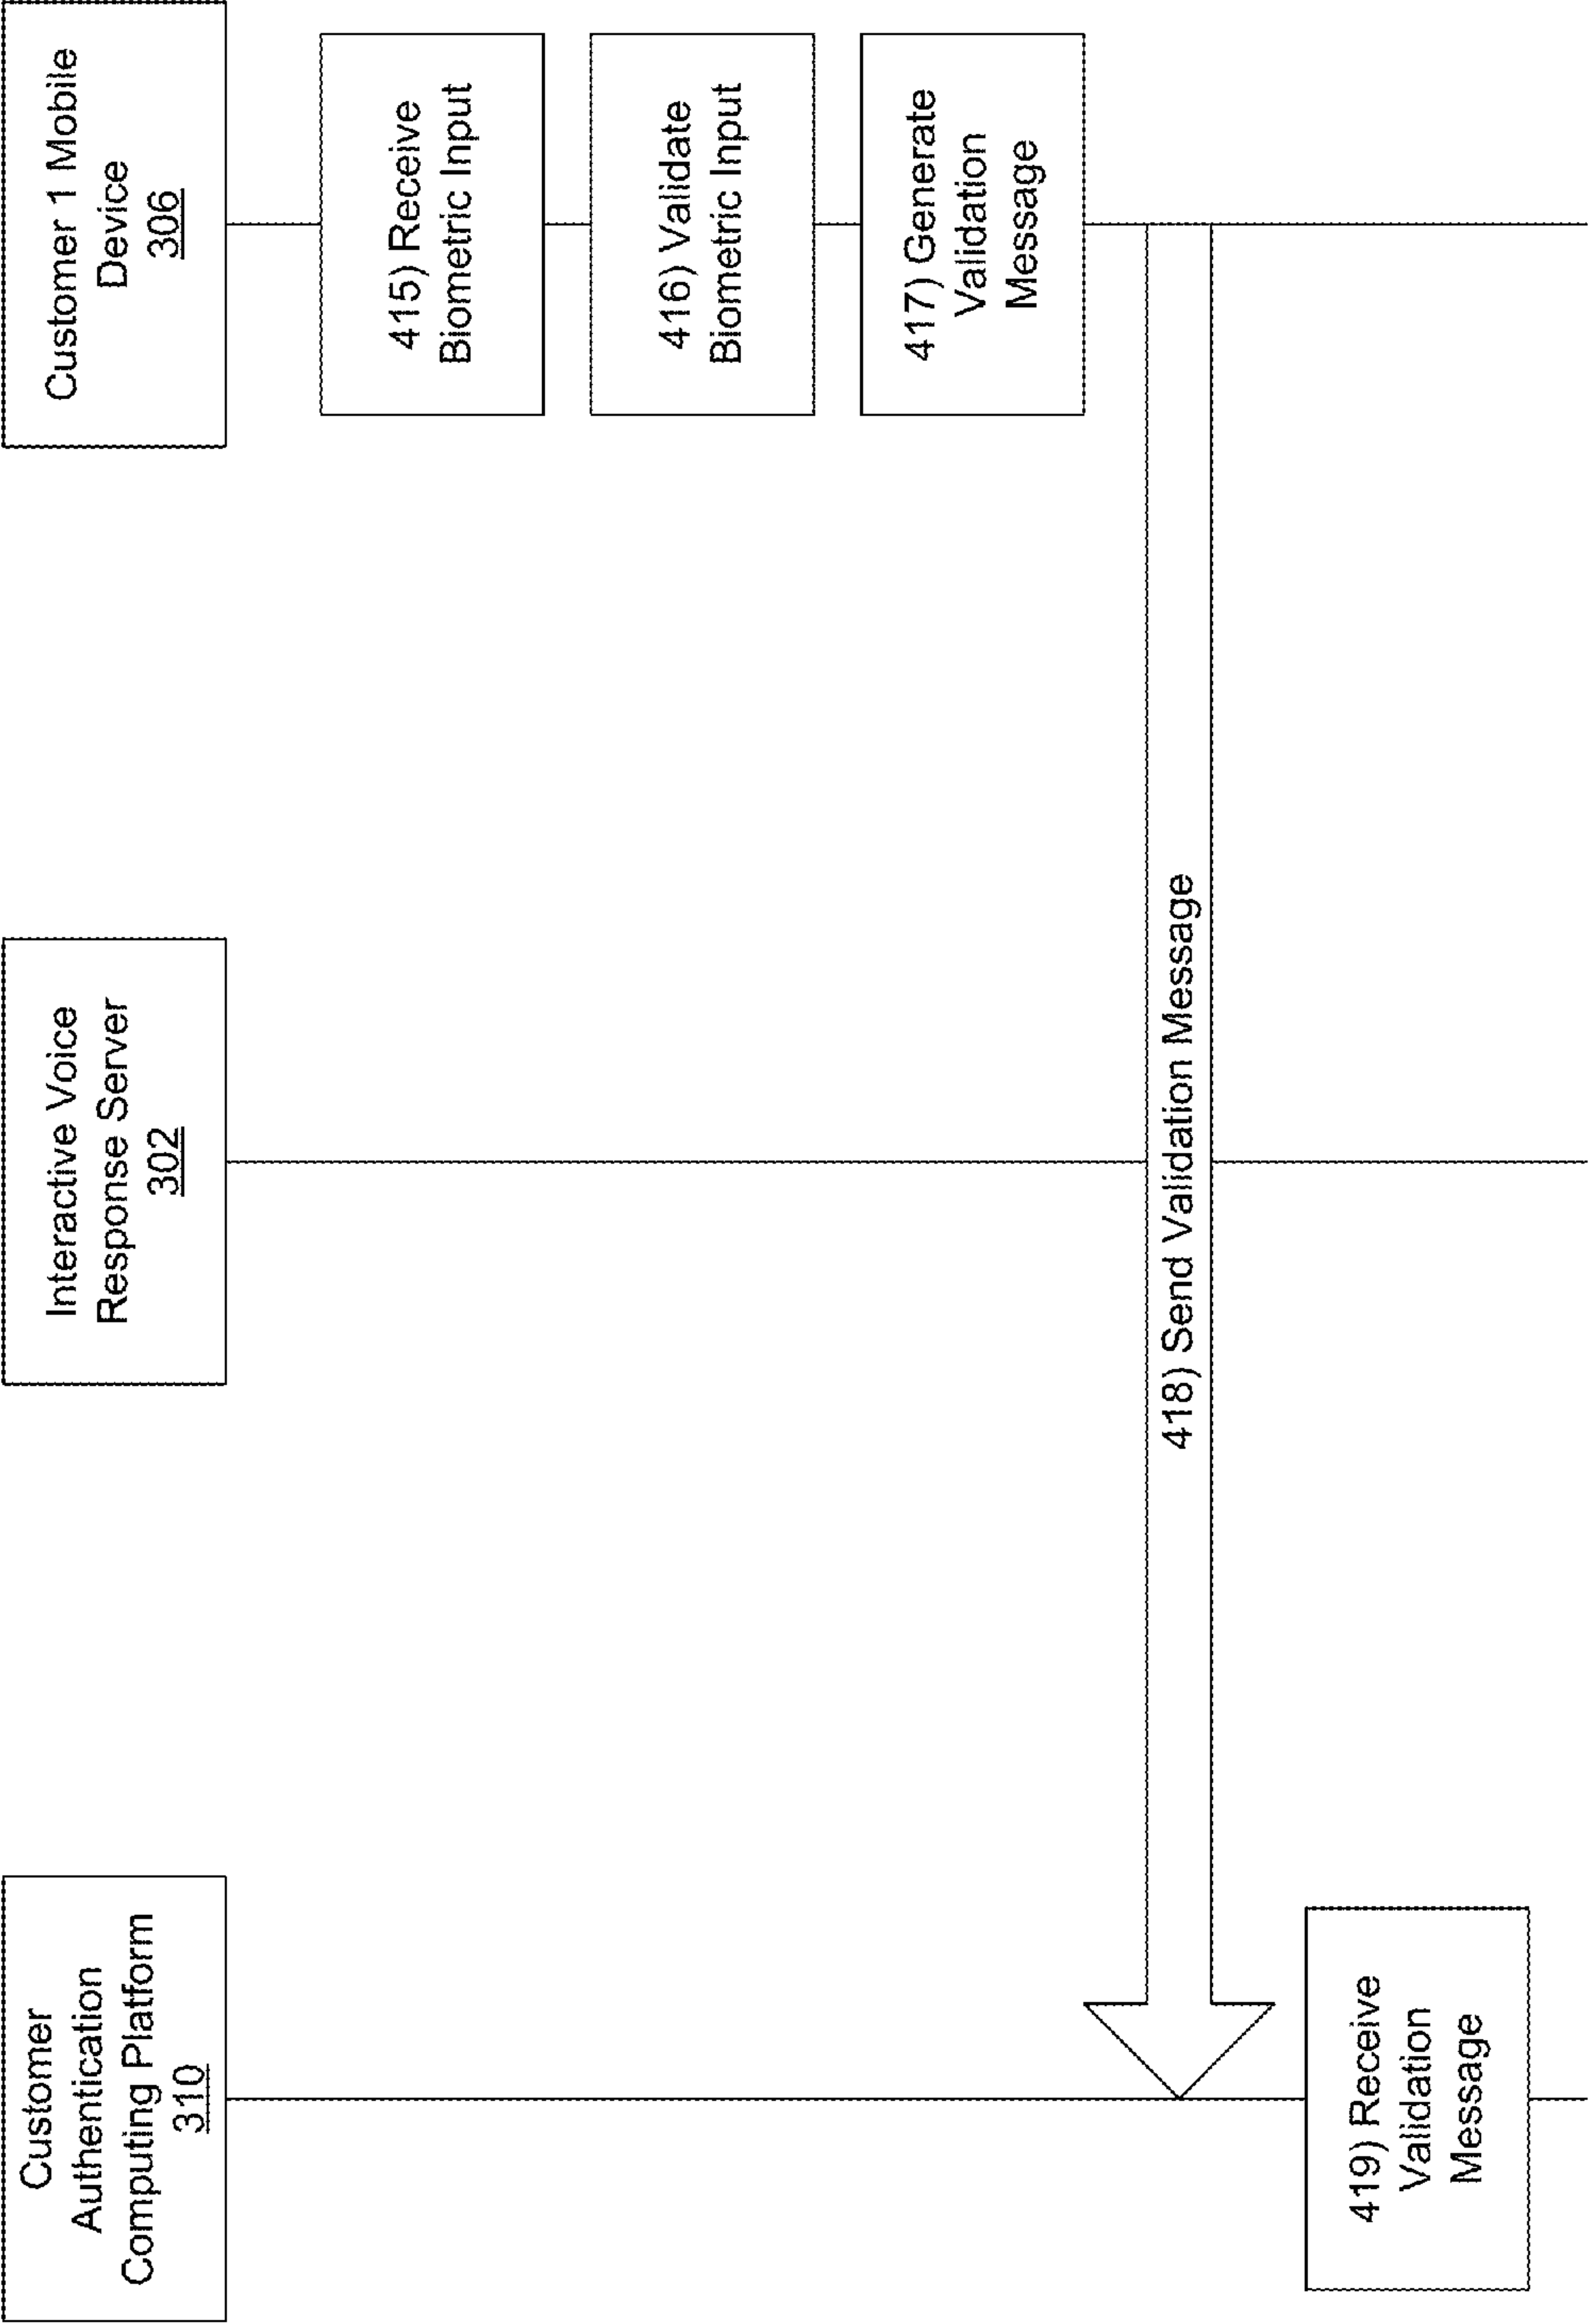 Customer
Authentication
Computing Platform
310
Interactive Voice
Response Server
302
Customer 1 Mobile
Device
306
415) Receive
Biometric Input
416) Validate
Biometric Input
417) Generate
Validation
Message
418) Send Validation Message
419) Receive
Validation
Message